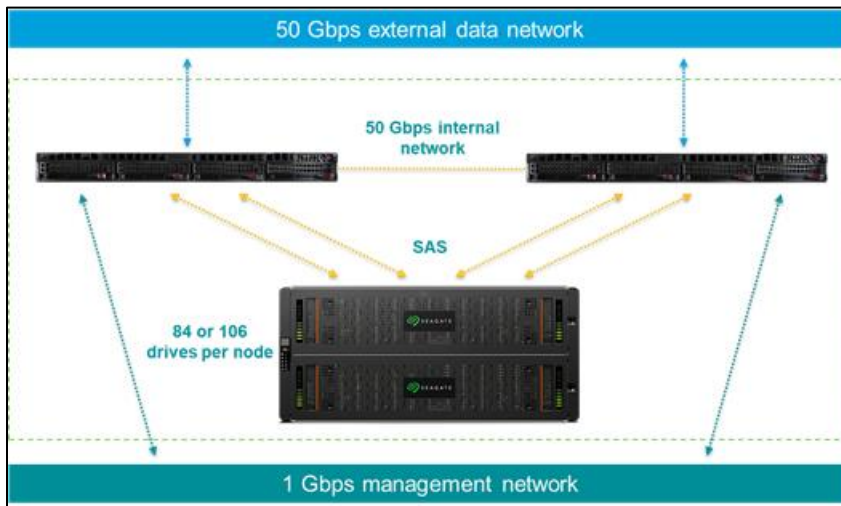 50 Gbps external data network
50 Gbps internal
network
SAS
84 or 106
drives per node
SEAGATE
SEAGATE
1 Gbps management network